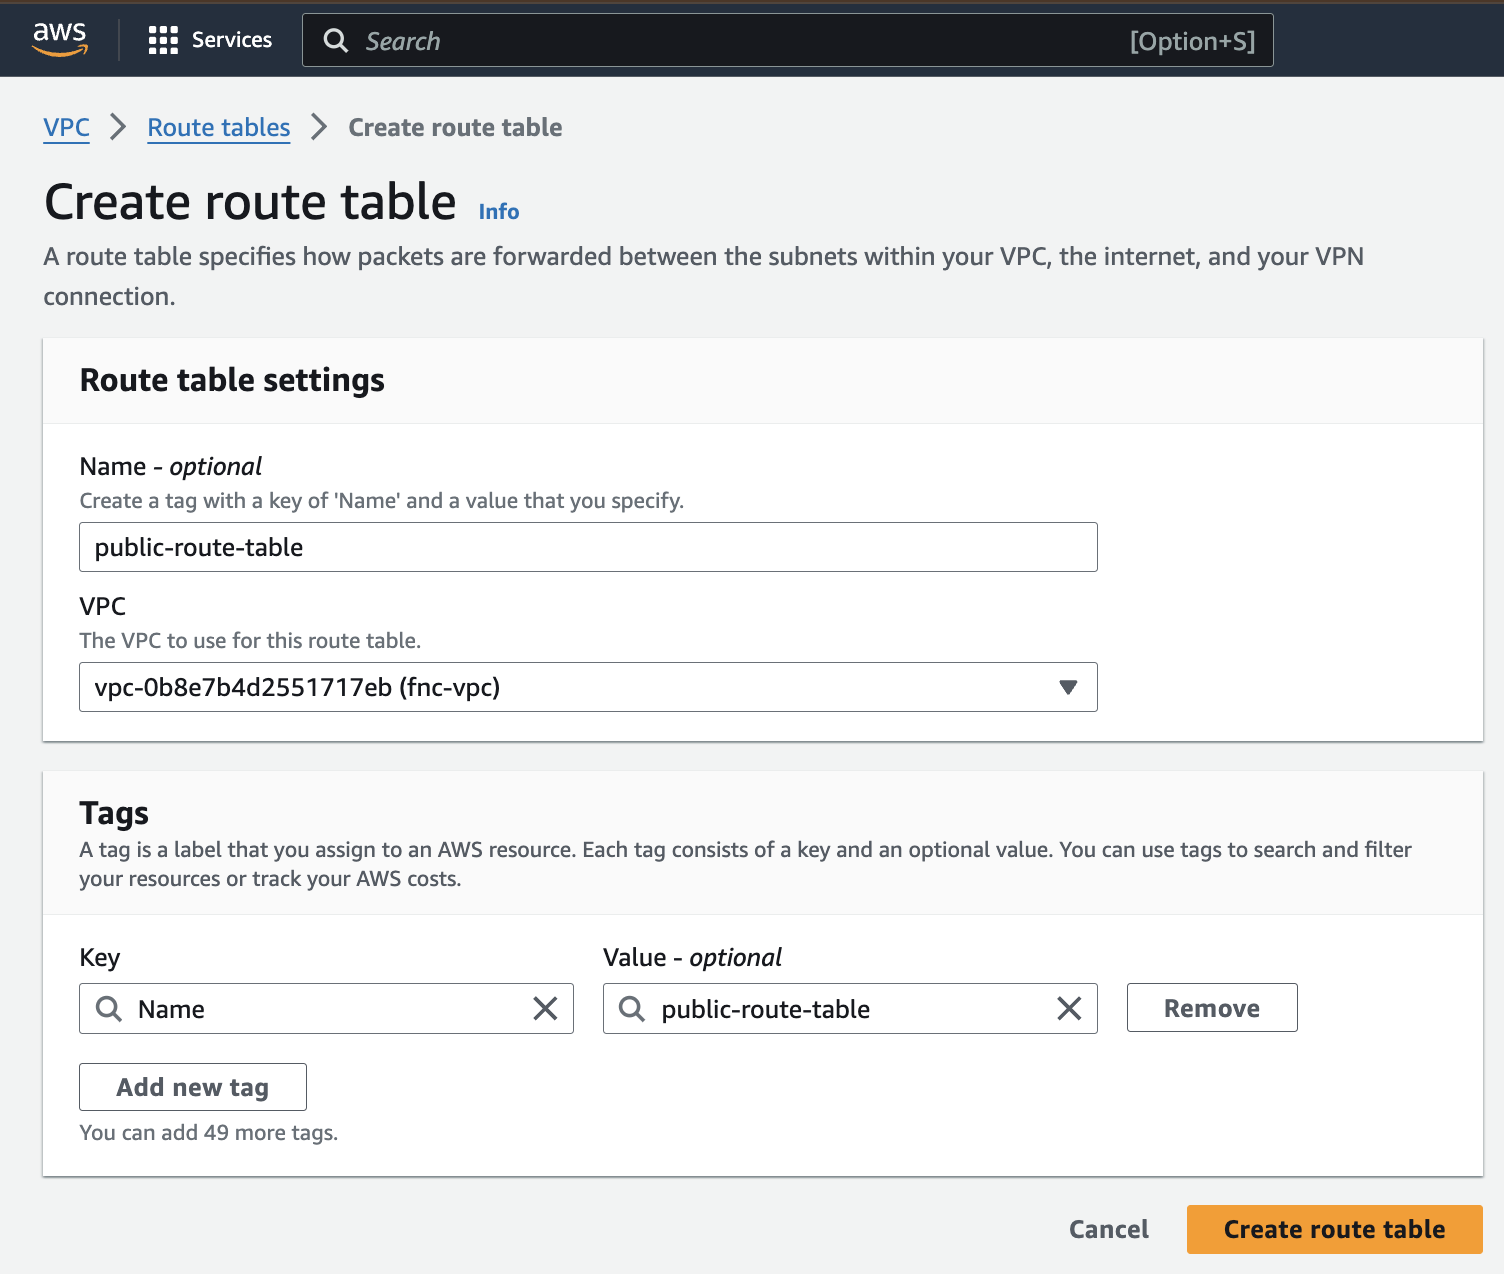 aws
Services
Search
[Option+S]
VPC
Route tables
Create route table
Create route table Info
A route table specifies how packets are forwarded between the subnets within your VPC, the internet, and your VPN
connection.
Route table settings
Name - optional
Create a tag with a key of 'Name' and a value that you specify.
public-route-table
VPC
The VPC to use for this route table.
vpc-0b8e7b4d2551717eb (fnc-vpc)
Tags
A tag is a label that you assign to an AWS resource. Each tag consists of a key and an optional value. You can use tags to search and filter
your resources or track your AWS costs.
Key
Value - optional
Name
public-route-table
Remove
Add new tag
You can add 49 more tags.
Cancel
Create route table